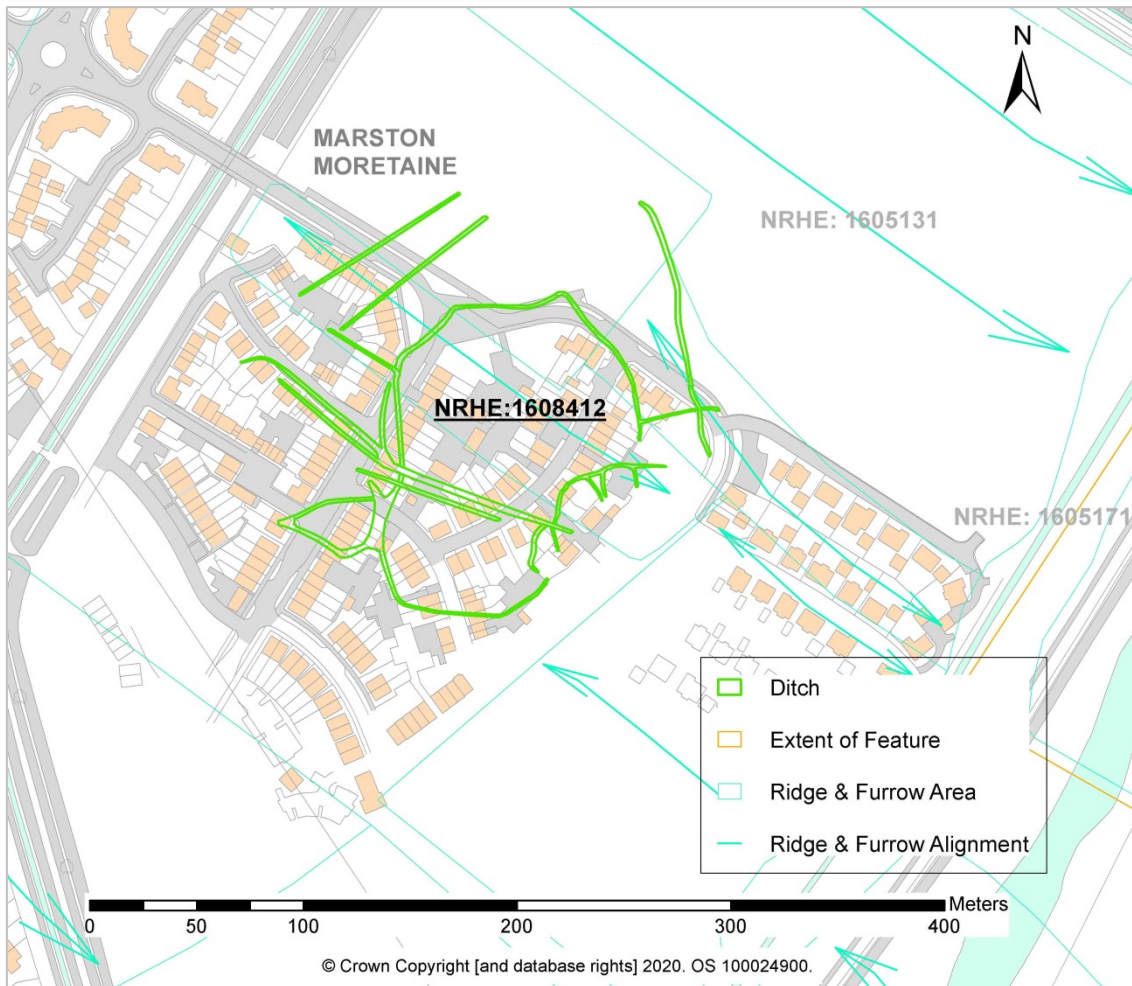 N
MARSTON
MORETAINE
NRHE: 1605131
NRHE:1608412
NRHE: 1605171
Ditch
Extent of Feature
Ridge & Furrow Area
Ridge & Furrow Alignment
Meters
0 50 100 200 300 400
© Crown Copyright [and database rights] 2020. OS 100024900.